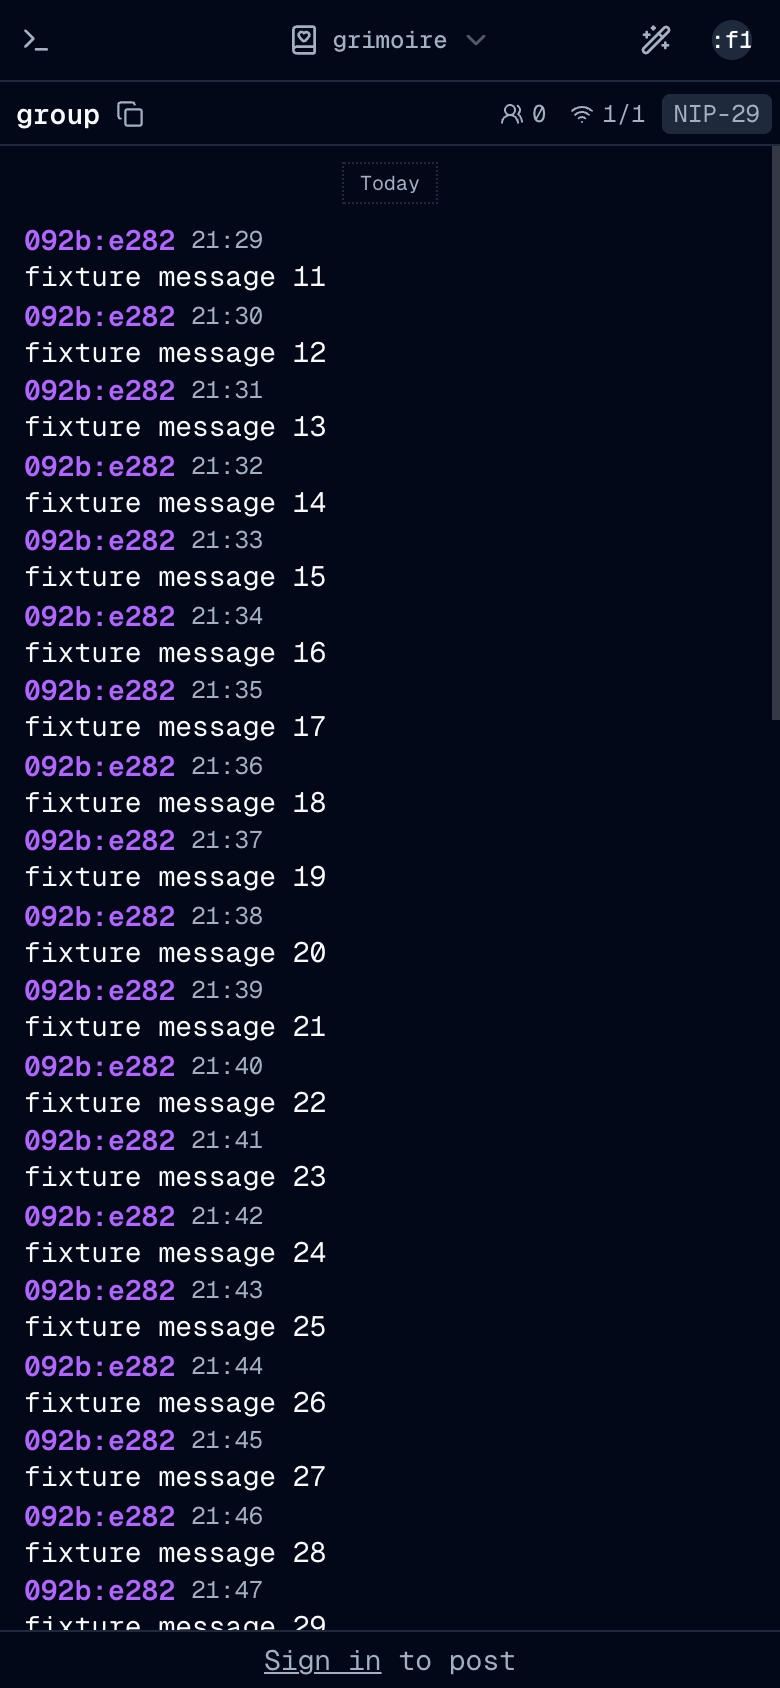 grimoire
:f1
group
0
1/1
NIP-29
Today
092b:e282 21:29
fixture message 11
092b:e282 21:30
fixture message 12
092b:e282 21:31
fixture message 13
092b:e282 21:32
fixture message 14
092b:e282 21:33
fixture message 15
092b:e282 21:34
fixture message 16
092b:e282 21:35
fixture message 17
092b:e282 21:36
fixture message 18
092b:e282 21:37
fixture message 19
092b:e282 21:38
fixture message 20
092b:e282 21:39
fixture message 21
092b:e282 21:40
fixture message 22
092b:e282 21:41
fixture message 23
092b:e282 21:42
fixture message 24
092b:e282 21:43
fixture message 25
092b:e282 21:44
fixture message 26
092b:e282 21:45
fixture message 27
092b:e282 21:46
fixture message 28
092b:e282 21:47
fixture message 29
Sign in to post